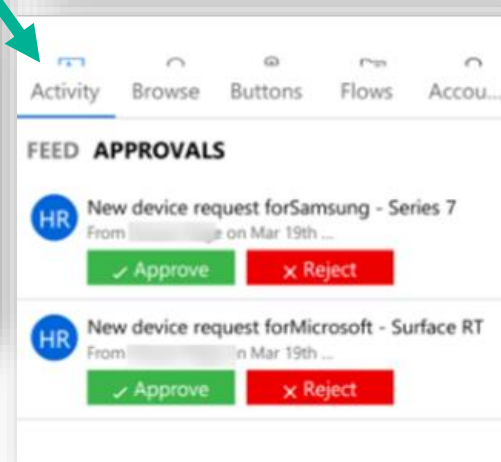 Activity Browse Buttons Flows Accou...
FEED APPROVALS
HR New device request forSamsung - Series 7
From on Mar 19th ...
✓ Approve × Reject
HR New device request forMicrosoft - Surface RT
From n Mar 19th ...
✓ Approve × Reject